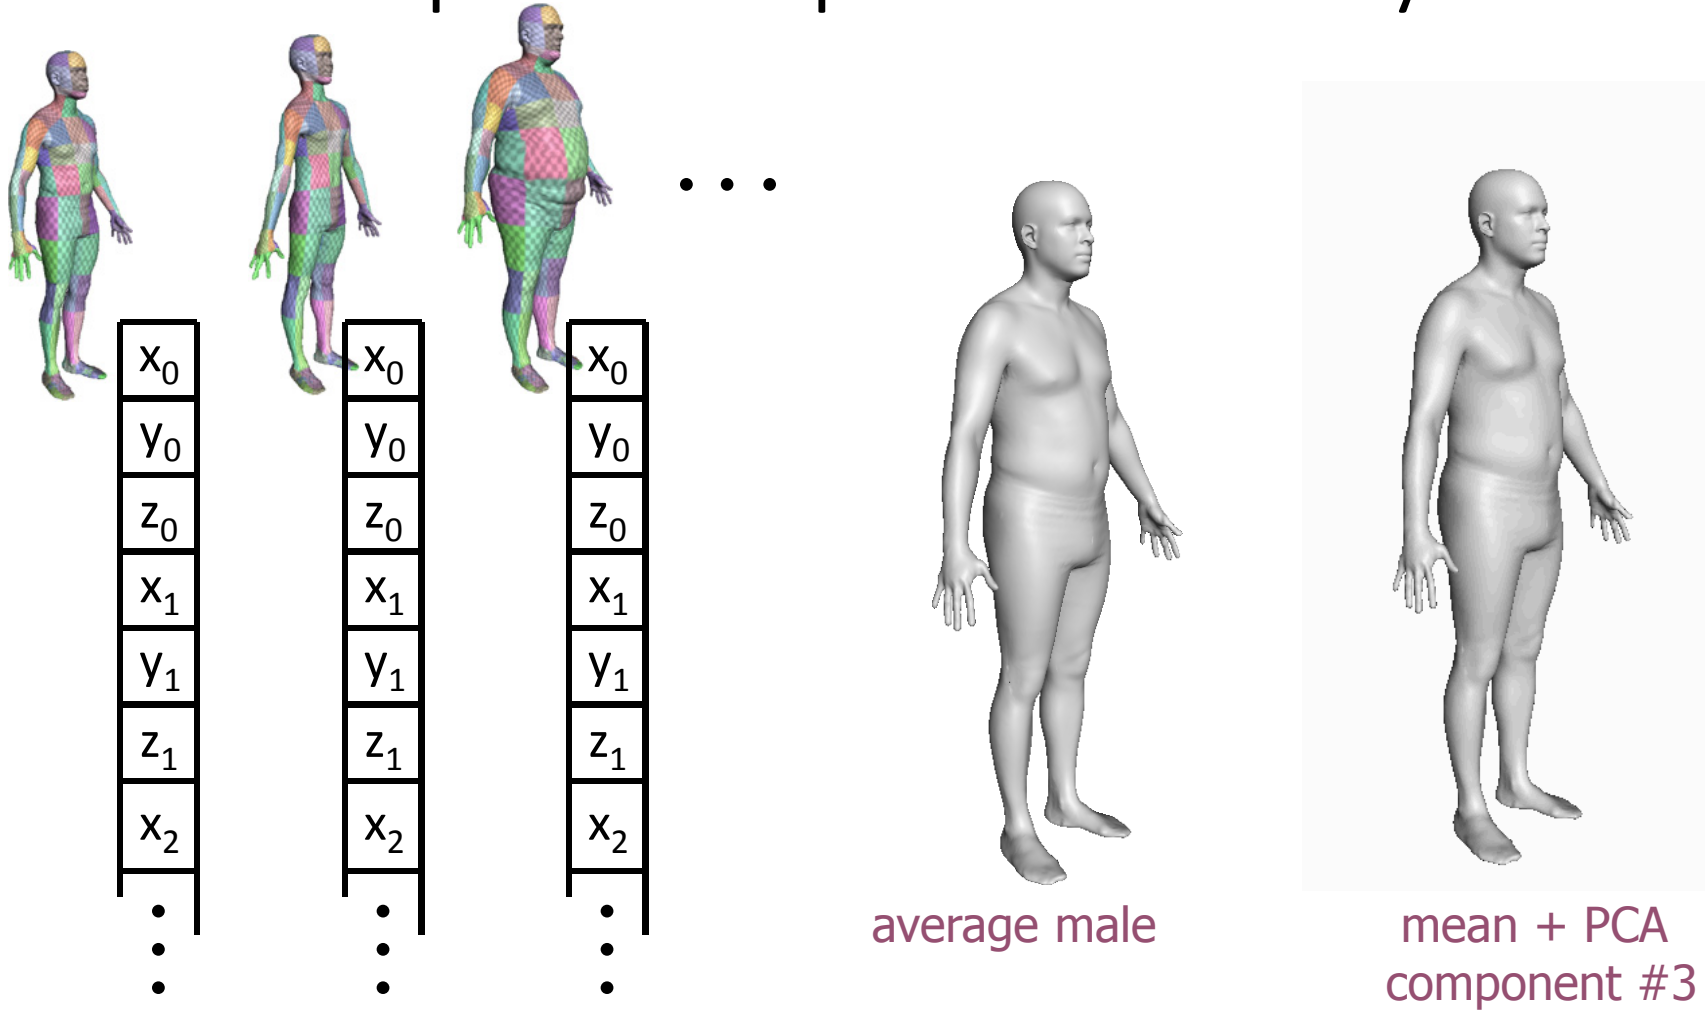 x0 x0 x0
y0 y0 y0
z0 z0 z0
x1 x1 x1
y1 y1 y1
z1 z1 z1
x2 x2 x2
average male
mean + PCA
component #3